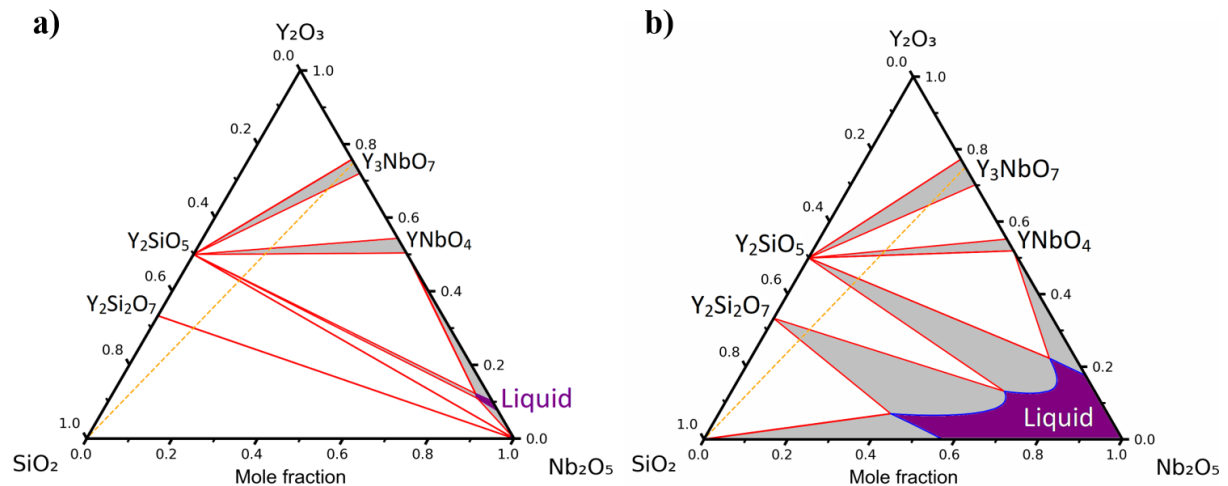 a)
Y₂O₃
0.0
1.0
0.2
0.8
Y₃NbO₇
0.4
0.6
Y₂SiO₅
YNbO₄
0.6
0.4
Y₂Si₂O₇
0.8
0.2
Liquid
1.0
0.0
0.0
0.2
0.4
0.6
0.8
1.0
SiO₂
Mole fraction
Nb₂O₅
b)
Y₂O₃
0.0
1.0
0.2
0.8
Y₃NbO₇
0.4
0.6
Y₂SiO₅
YNbO₄
0.6
0.4
Y₂Si₂O₇
0.8
0.2
Liquid
1.0
0.0
0.0
0.2
0.4
0.6
0.8
1.0
SiO₂
Mole fraction
Nb₂O₅